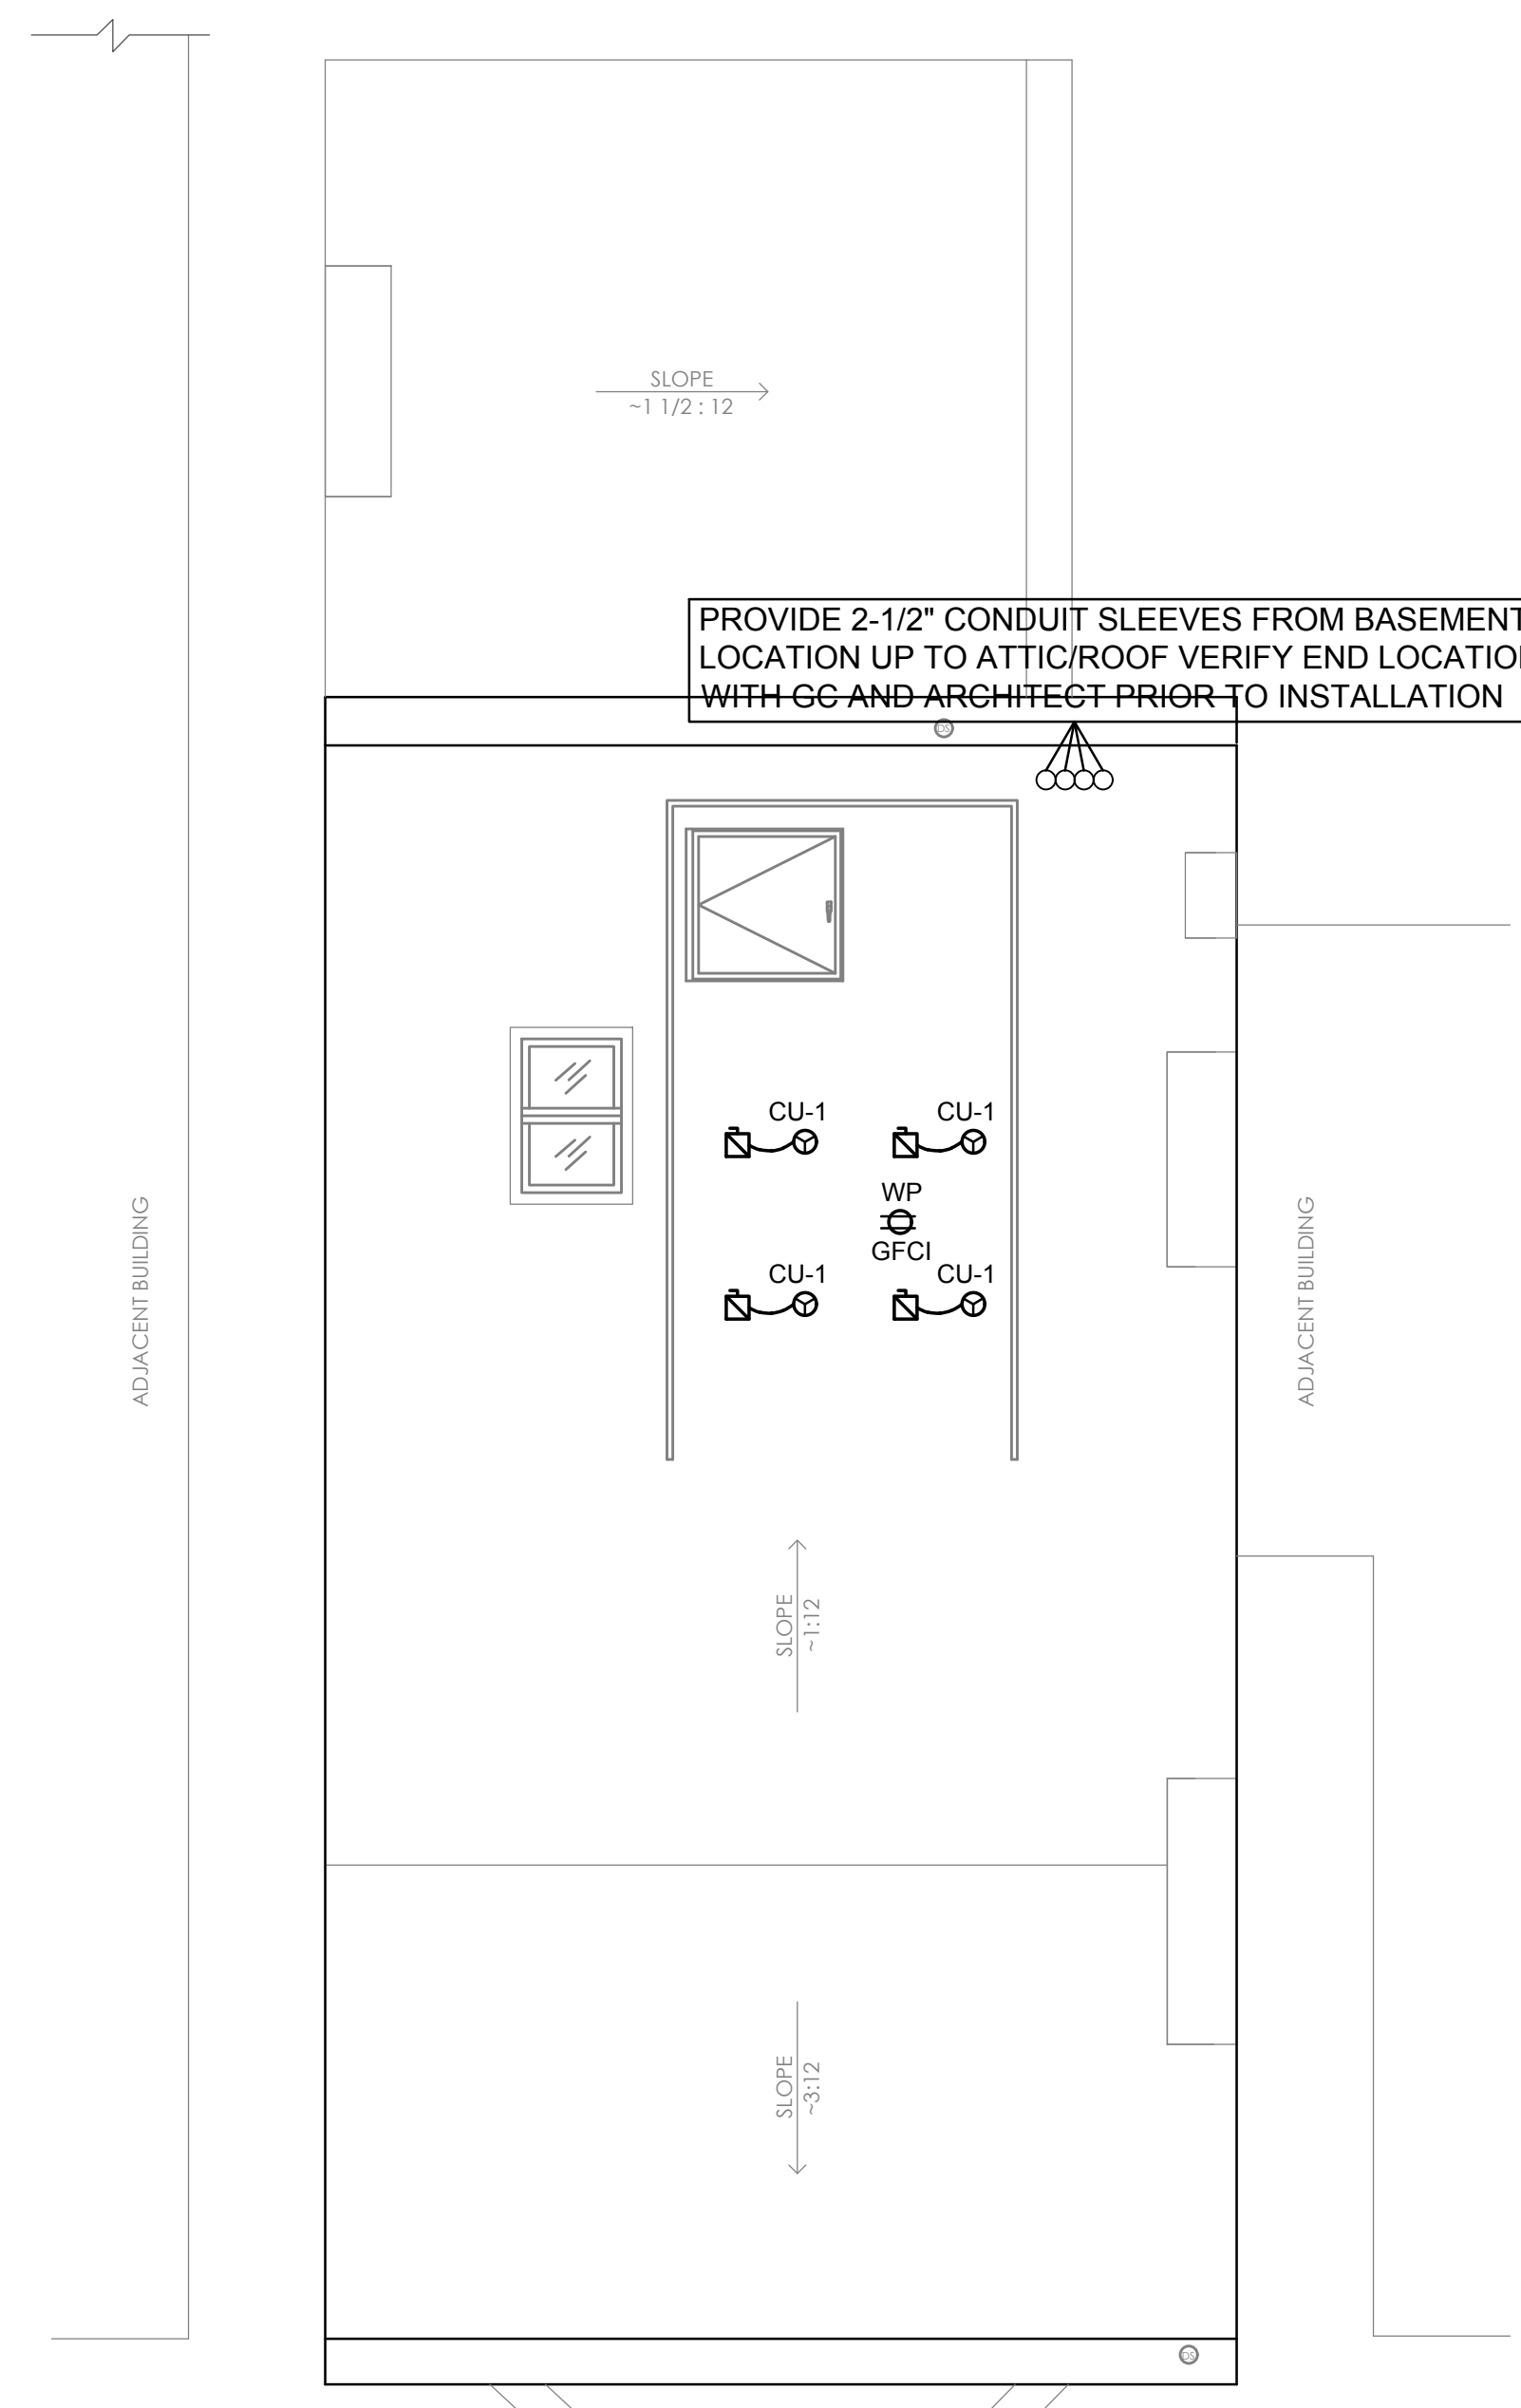 SLOPE
~1 1/2 : 12
PROVIDE 2-1/2" CONDUIT SLEEVES FROM BASEMENT
LOCATION UP TO ATTIC/ROOF VERIFY END
WITH GC AND ARCHITECT PRIOR TO INSTALLATION
DS
CU-1
CU-1
WP
GFCI
CU-1
CU-1
ADJACENT BUILDING
ADJACENT BUILDING
SLOPE
~1:12
SLOPE
~3:12
DS